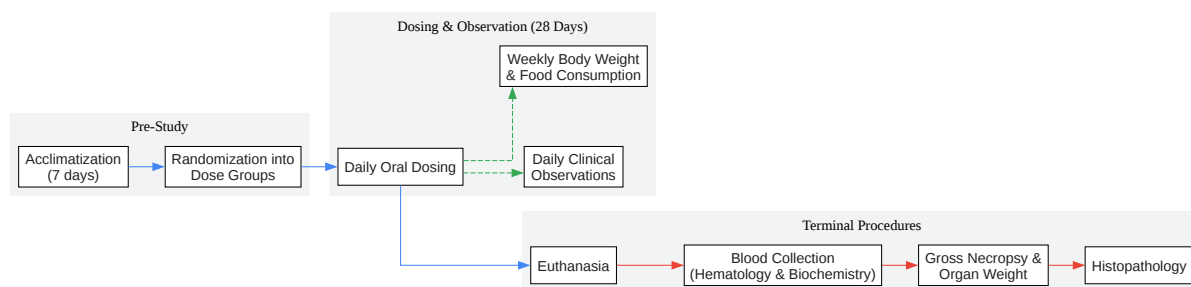 Dosing & Observation (28 Days)
Weekly Body Weight
& Food Consumption
Pre-Study
Acclimatization
(7 days)
Randomization into
Dose Groups
Daily Oral Dosing
Daily Clinical
Observations
Terminal Procedures
Euthanasia
Blood Collection
(Hematology & Biochemistry)
Gross Necropsy &
Organ Weight
Histopathology